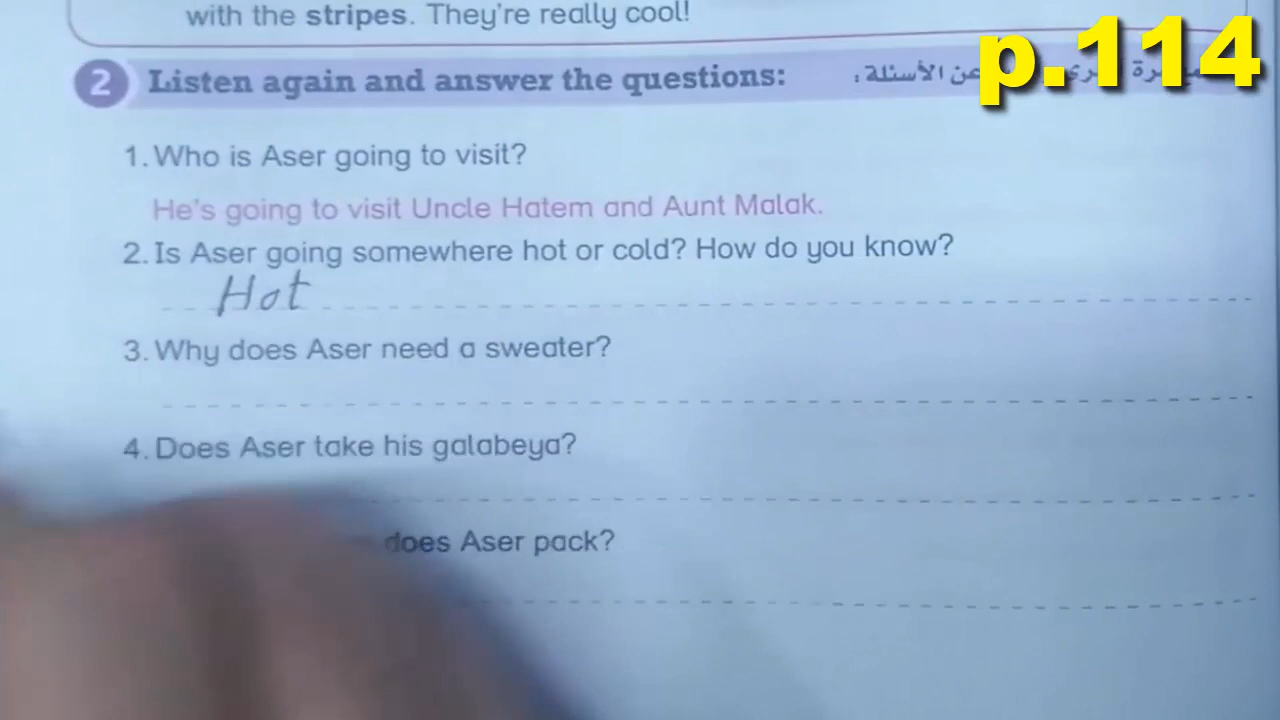 with the stripes. They're really cool!
p.114
2 Listen again and answer the questions:
عن الأسئلة:
1. Who is Aser going to visit?
He's going to visit Uncle Hatem and Aunt Malak.
2. Is Aser going somewhere hot or cold? How do you know?
Hot
3. Why does Aser need a sweater?
4. Does Aser take his galabeya?
does Aser pack?